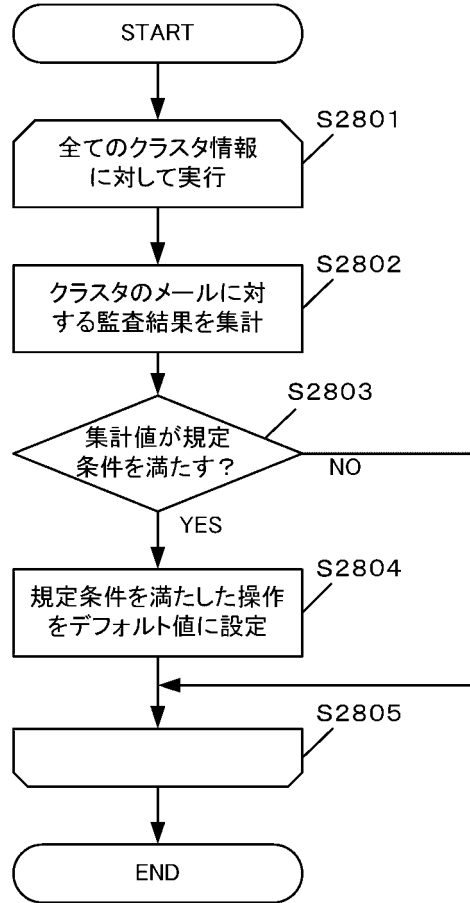 START
S2801
全てのクラスタ情報
に対して実行
S2802
クラスタのメールに対
する監査結果を集計
S2803
集計値が規定
条件を満たす？
NO
YES
S2804
規定条件を満たした操作
をデフォルト値に設定
S2805
END